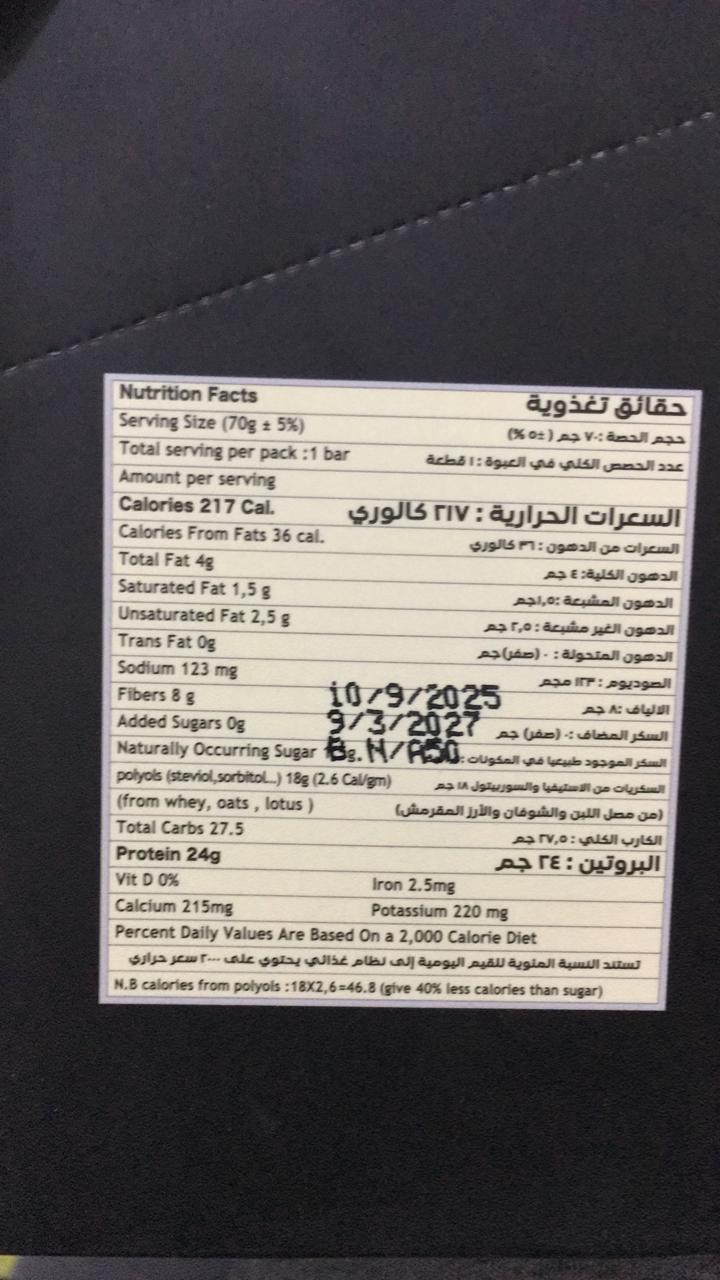 Nutrition Facts حقائق تغذوية
Serving Size (70g ± 5%) حجم الحصة :٧٠ جم ( ±٥ %)
Total serving per pack :1 bar عدد الحصص الكلي في العبوة : ١ قطعة
Amount per serving
Calories 217 Cal. السعرات الحرارية : ٢١٧ كالوري
Calories From Fats 36 cal. السعرات من الدهون : ٣٦ كالوري
Total Fat 4g الدهون الكلية: ٤ جم
Saturated Fat 1,5 g الدهون المشبعة :١,٥جم
Unsaturated Fat 2,5 g الدهون الغير مشبعة : ٢,٥ جم
Trans Fat 0g الدهون المتحولة : ٠ (صفر)جم
Sodium 123 mg الصوديوم : ١٢٣ مجم
Fibers 8 g 10/9/2025 الالياف :٨ جم
Added Sugars 0g 9/3/2027 السكر المضاف :٠ (صفر) جم
Naturally Occurring Sugar B.N/A50 السكر الموجود طبيعيا في المكونات :
polyols (steviol,sorbitol...) 18g (2.6 Cal/gm) السكريات من الاستيفيا والسوربيتول ١٨ جم
(from whey, oats , lotus ) (من مصل اللبن والشوفان والأرز المقرمش)
Total Carbs 27.5 الكارب الكلي : ٢٧,٥ جم
Protein 24g البروتين : ٢٤ جم
Vit D 0% Iron 2.5mg
Calcium 215mg Potassium 220 mg
Percent Daily Values Are Based On a 2,000 Calorie Diet
تستند النسبة المئوية للقيم اليومية إلى نظام غذائي يحتوي على ٢٠٠٠ سعر حراري
N.B calories from polyols :18X2,6=46.8 (give 40% less calories than sugar)